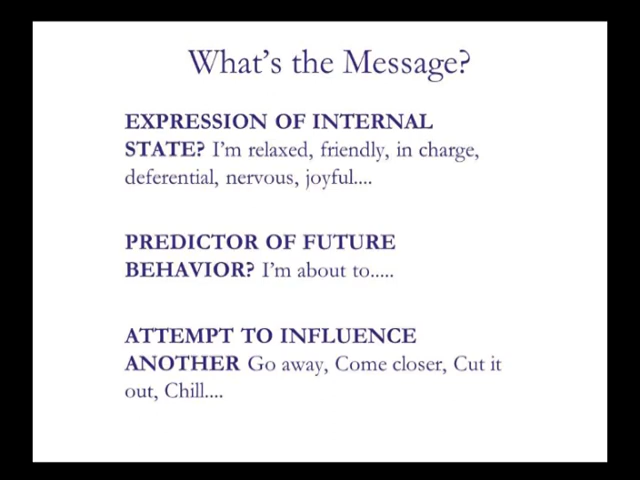 What's the Message?
EXPRESSION OF INTERNAL
STATE? I'm relaxed, friendly, in charge,
deferential, nervous, joyful....
PREDICTOR OF FUTURE
BEHAVIOR? I'm about to.....
ATTEMPT TO INFLUENCE
ANOTHER Go away, Come closer, Cut it
out, Chill....